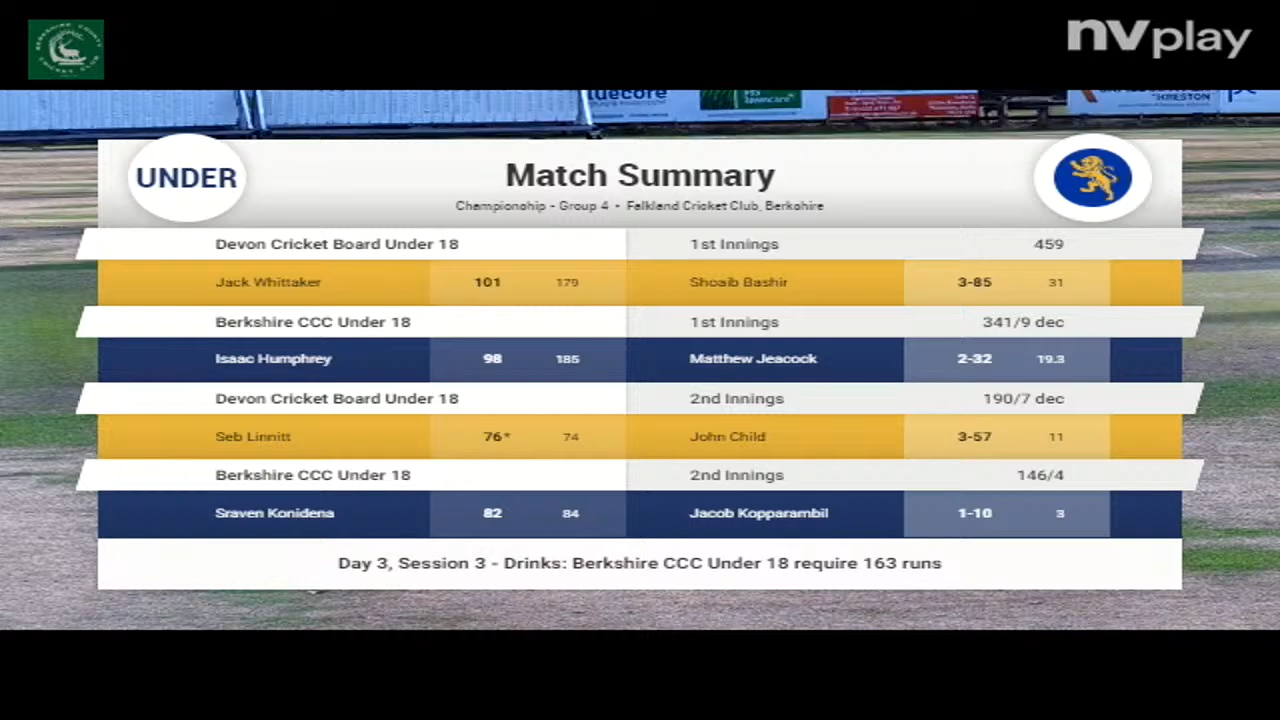 nvplay
BERKSHIRE COUNTY CRICKET CLUB
UNDER
Match Summary
Championship - Group 4 • Falkland Cricket Club, Berkshire
Devon Cricket Board Under 18 1st Innings 459
Jack Whittaker 101 179 Shoaib Bashir 3-85 31
Berkshire CCC Under 18 1st Innings 341/9 dec
Isaac Humphrey 98 185 Matthew Jeacock 2-32 19.3
Devon Cricket Board Under 18 2nd Innings 190/7 dec
Seb Linnitt 76* 74 John Child 3-57 11
Berkshire CCC Under 18 2nd Innings 146/4
Sraven Konidena 82 84 Jacob Kopparambil 1-10 3
Day 3, Session 3 - Drinks: Berkshire CCC Under 18 require 163 runs